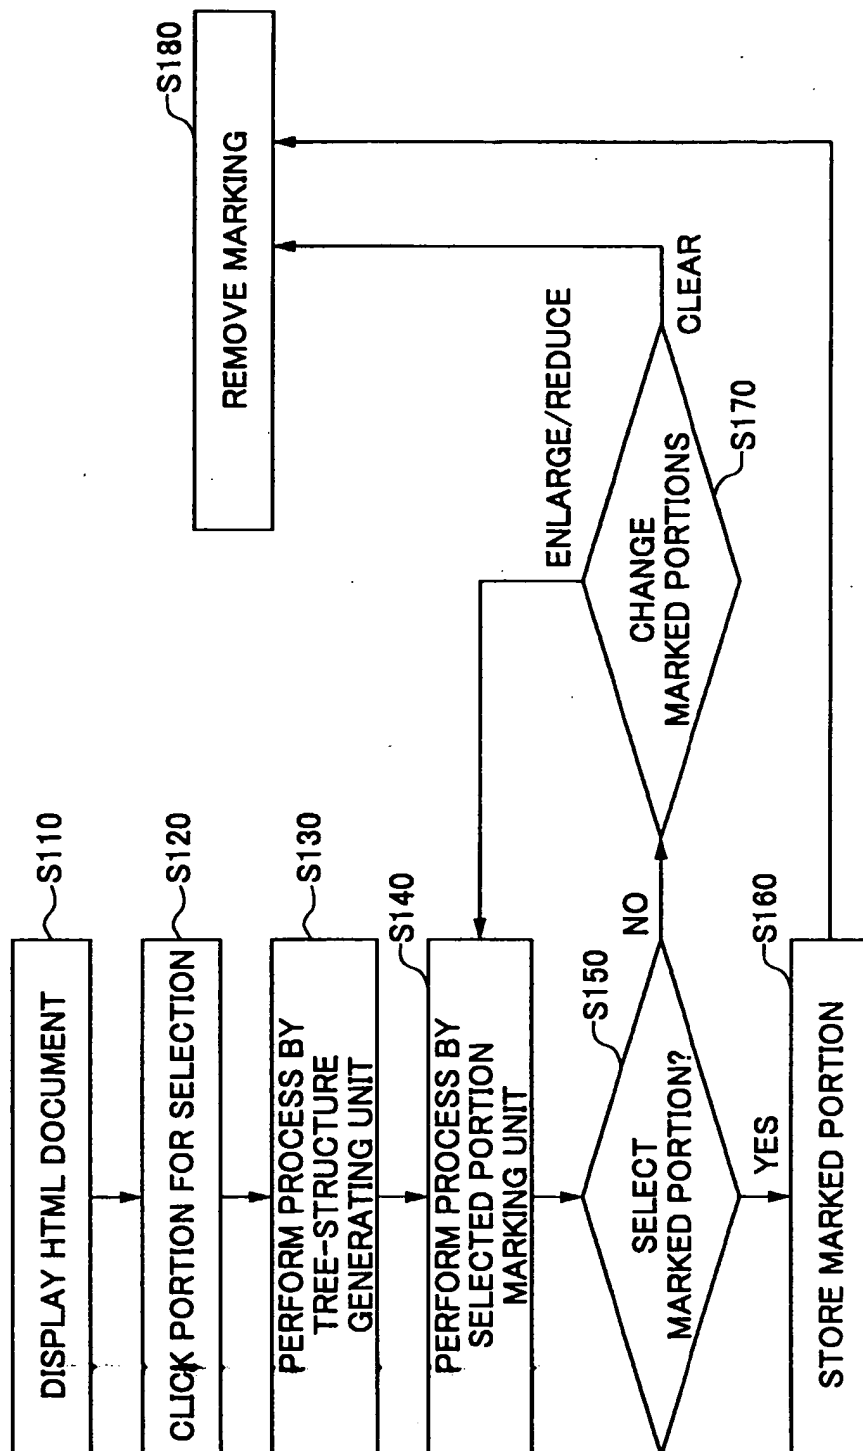 S110
DISPLAY HTML DOCUMENT
S120
CLICK PORTION FOR SELECTION
S130
PERFORM PROCESS BY
TREE-STRUCTURE
GENERATING UNIT
S140
PERFORM PROCESS BY
SELECTED PORTION
MARKING UNIT
S150
SELECT
MARKED PORTION?
NO
YES
S160
STORE MARKED PORTION
ENLARGE/REDUCE
CHANGE
MARKED PORTIONS
S170
CLEAR
S180
REMOVE MARKING